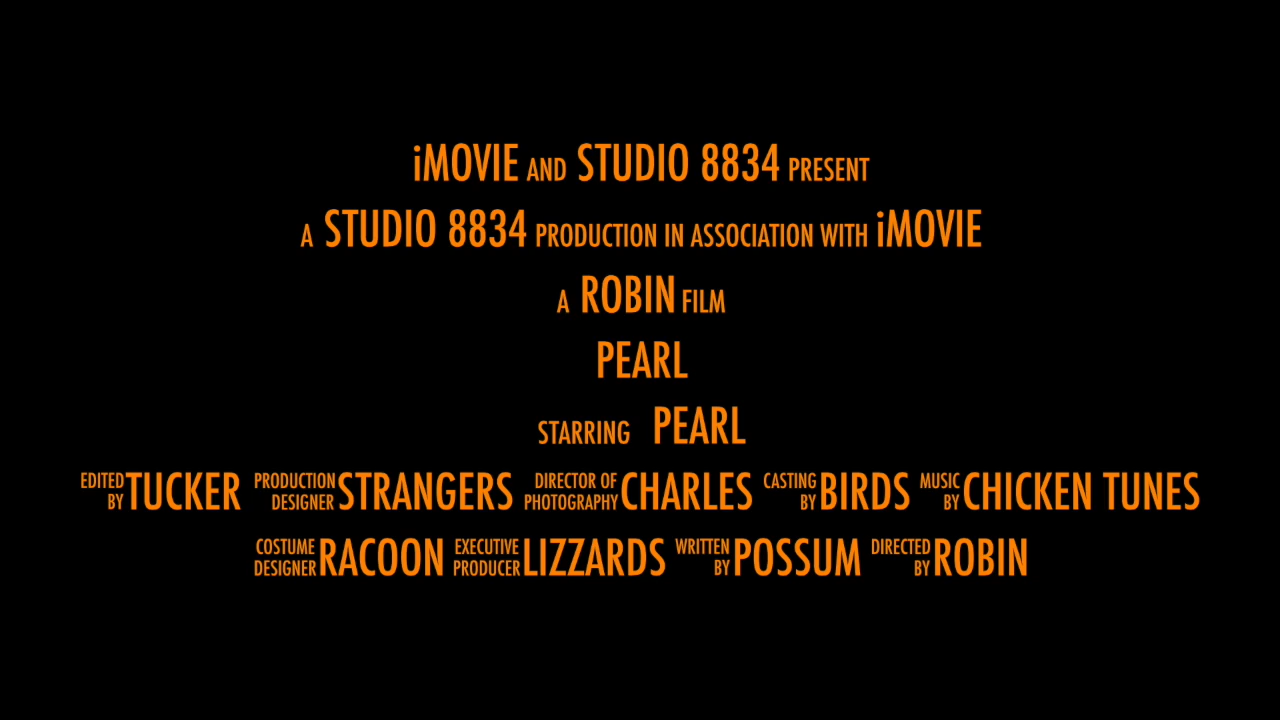 iMOVIE AND STUDIO 8834 PRESENT
A STUDIO 8834 PRODUCTION IN ASSOCIATION WITH iMOVIE
A ROBIN FILM
PEARL
STARRING PEARL
EDITED BY TUCKER PRODUCTION DESIGNER STRANGERS DIRECTOR OF PHOTOGRAPHY CHARLES CASTING BY BIRDS MUSIC BY CHICKEN TUNES
COSTUME DESIGNER RACOON EXECUTIVE PRODUCER LIZZARDS WRITTEN BY POSSUM DIRECTED BY ROBIN